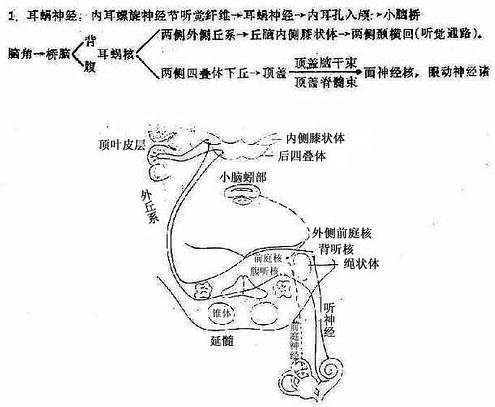 1. 耳蜗神经：内耳螺旋神经节听觉纤维→耳蜗神经→内耳孔入颅→小脑桥
脑角→桥脑 背 腹 耳蜗核
两侧外侧丘系→丘脑内侧膝状体→两侧颞横回(听觉通路)。
两侧四叠体下丘→顶盖 顶盖脑干束 顶盖脊髓束 面神经核，眼动神经诸
顶叶皮层
内侧膝状体
后四叠体
外丘系
小脑蚓部
外侧前庭核
背听核
绳状体
前庭核
腹听核
锥体
延髓
听神经
前庭神经